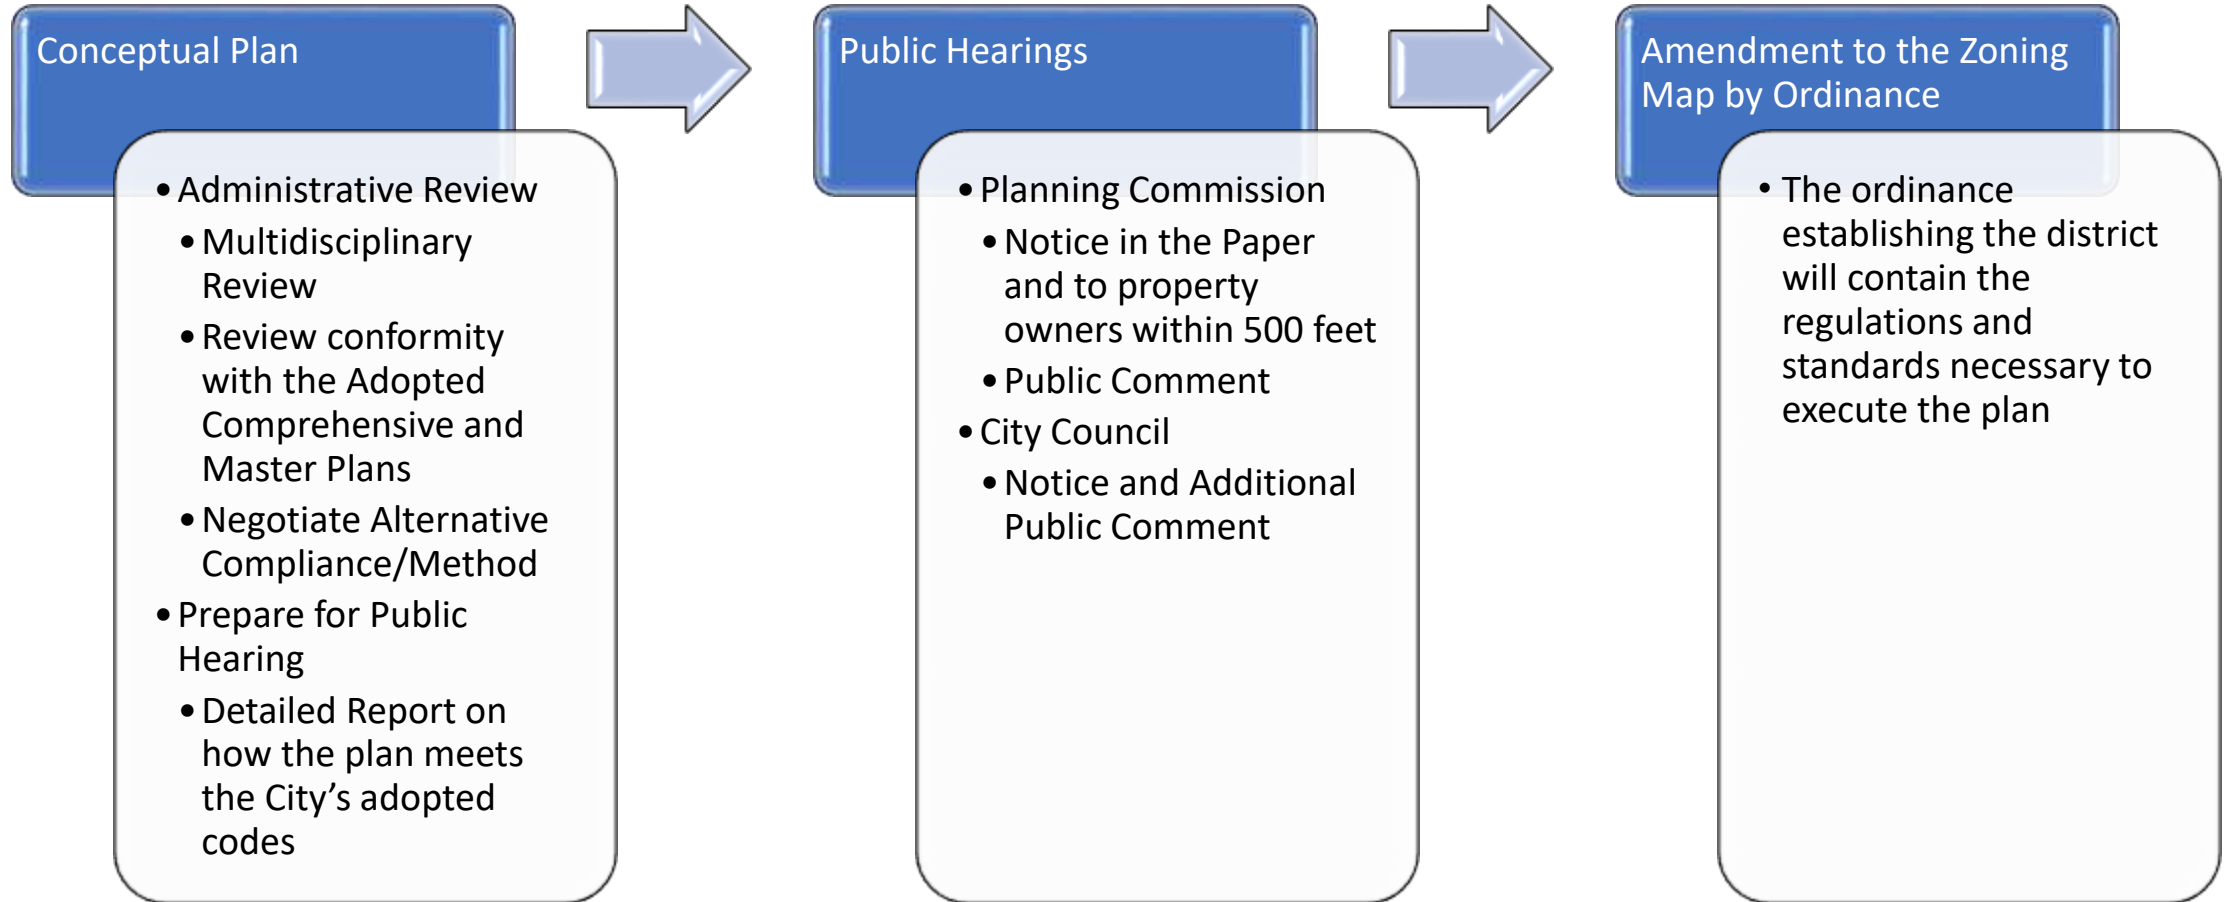 Conceptual Plan
• Administrative Review
• Multidisciplinary
Review
• Review conformity
with the Adopted
Comprehensive and
Master Plans
• Negotiate Alternative
Compliance/Method
• Prepare for Public
Hearing
• Detailed Report on
how the plan meets
the City’s adopted
codes
Public Hearings
• Planning Commission
• Notice in the Paper
and to property
owners within 500 feet
• Public Comment
• City Council
• Notice and Additional
Public Comment
Amendment to the Zoning
Map by Ordinance
• The ordinance
establishing the district
will contain the
regulations and
standards necessary to
execute the plan